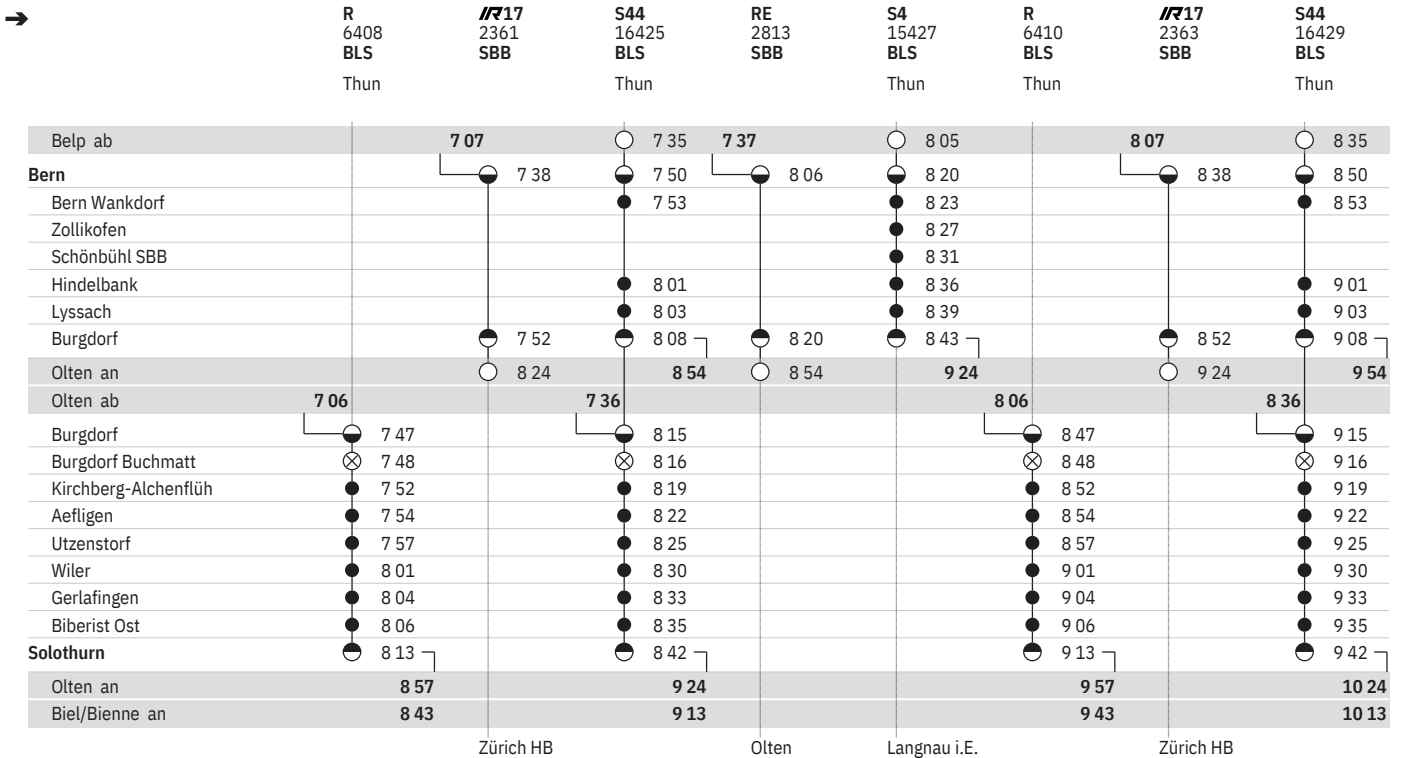 ➔ R IR17 S44 RE S4 R IR17 S44
6408 2361 16425 2813 15427 6410 2363 16429
BLS SBB BLS SBB BLS BLS SBB BLS
Thun Thun Thun Thun Thun
Belp ab 7 07 7 35 7 37 8 05 8 07 8 35
Bern 7 38 7 50 8 06 8 20 8 38 8 50
Bern Wankdorf 7 53 8 23 8 53
Zollikofen 8 27
Schönbühl SBB 8 31
Hindelbank 8 01 8 36 9 01
Lyssach 8 03 8 39 9 03
Burgdorf 7 52 8 08 8 20 8 43 8 52 9 08
Olten an 8 24 8 54 8 54 9 24 9 24 9 54
Olten ab 7 06 7 36 8 06 8 36
Burgdorf 7 47 8 15 8 47 9 15
Burgdorf Buchmatt 7 48 8 16 8 48 9 16
Kirchberg-Alchenflüh 7 52 8 19 8 52 9 19
Aefligen 7 54 8 22 8 54 9 22
Utzenstorf 7 57 8 25 8 57 9 25
Wiler 8 01 8 30 9 01 9 30
Gerlafingen 8 04 8 33 9 04 9 33
Biberist Ost 8 06 8 35 9 06 9 35
Solothurn 8 13 8 42 9 13 9 42
Olten an 8 57 9 24 9 57 10 24
Biel/Bienne an 8 43 9 13 9 43 10 13
Zürich HB Olten Langnau i.E. Zürich HB